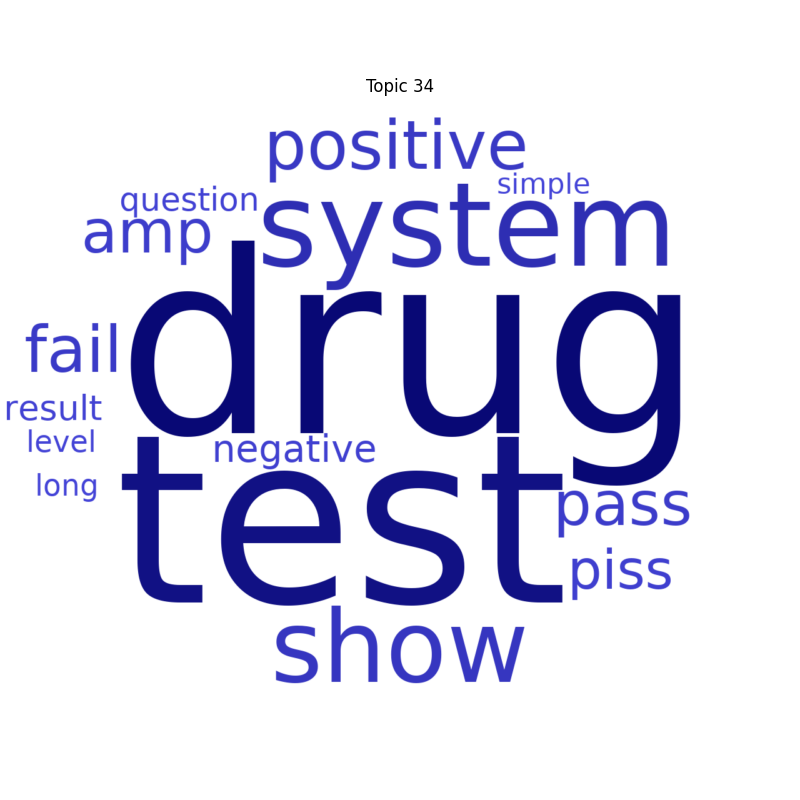 Topic 34
positive
simple
question
system
amp
drug
fail
result
level
negative
long
test
pass
piss
show